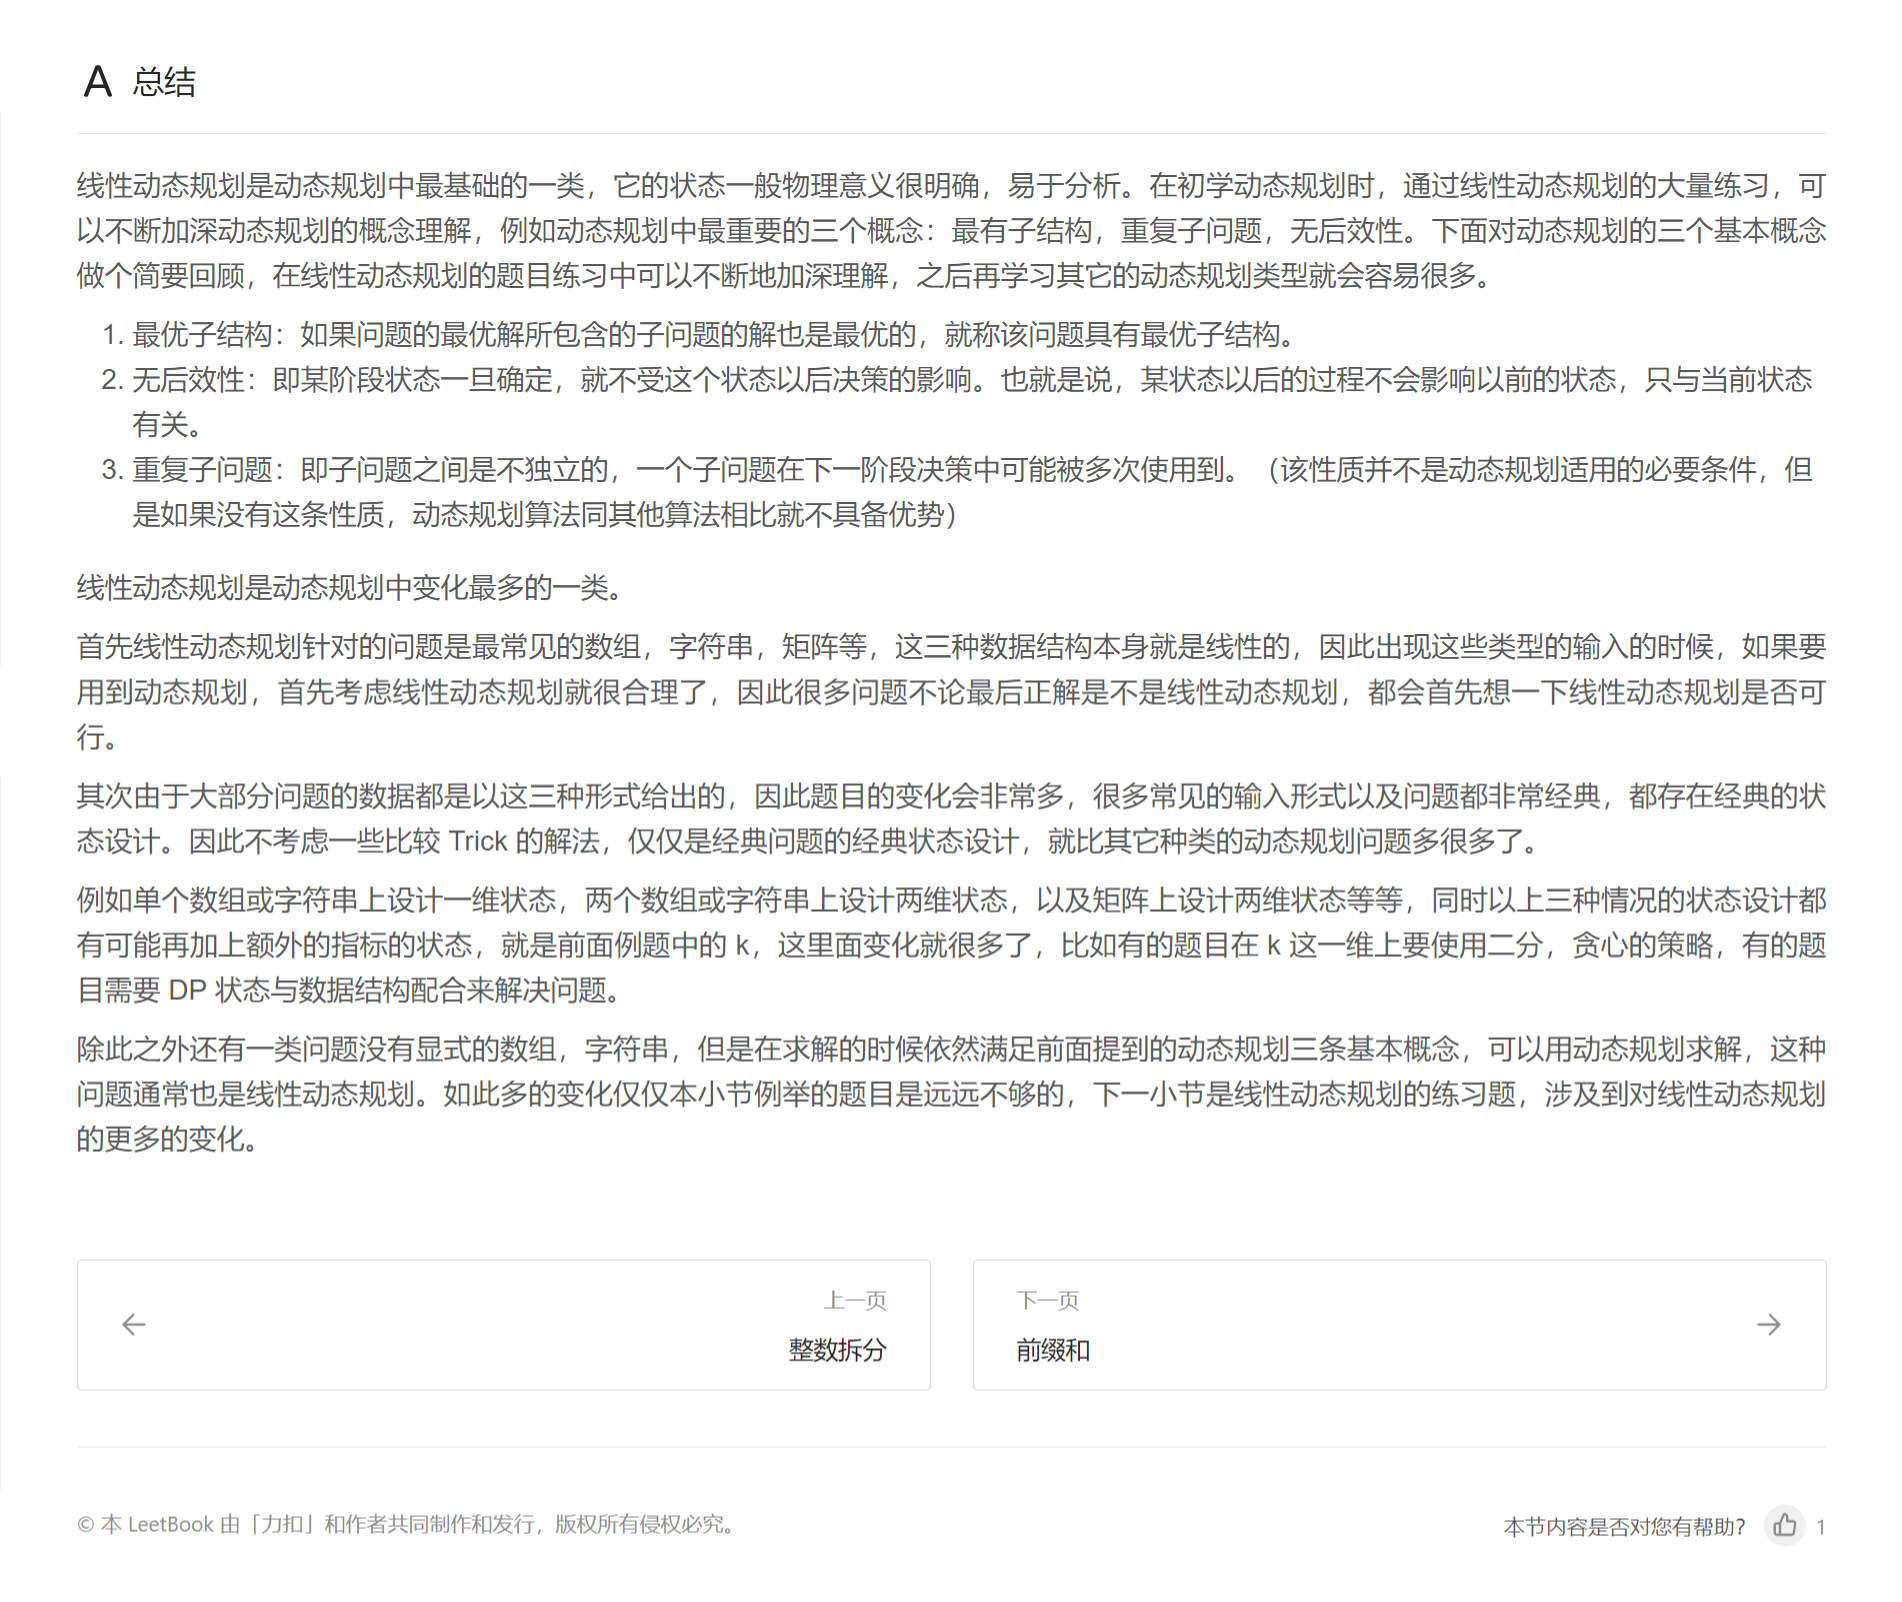 A 总结
线性动态规划是动态规划中最基础的一类，它的状态一般物理意义很明确，易于分析。在初学动态规划时，通过线性动态规划的大量练习，可
以不断加深动态规划的概念理解，例如动态规划中最重要的三个概念：最有子结构，重复子问题，无后效性。下面对动态规划的三个基本概念
做个简要回顾，在线性动态规划的题目练习中可以不断地加深理解，之后再学习其它的动态规划类型就会容易很多。
1. 最优子结构：如果问题的最优解所包含的子问题的解也是最优的，就称该问题具有最优子结构。
2. 无后效性：即某阶段状态一旦确定，就不受这个状态以后决策的影响。也就是说，某状态以后的过程不会影响以前的状态，只与当前状态
有关。
3. 重复子问题：即子问题之间是不独立的，一个子问题在下一阶段决策中可能被多次使用到。（该性质并不是动态规划适用的必要条件，但
是如果没有这条性质，动态规划算法同其他算法相比就不具备优势）
线性动态规划是动态规划中变化最多的一类。
首先线性动态规划针对的问题是最常见的数组，字符串，矩阵等，这三种数据结构本身就是线性的，因此出现这些类型的输入的时候，如果要
用到动态规划，首先考虑线性动态规划就很合理了，因此很多问题不论最后正解是不是线性动态规划，都会首先想一下线性动态规划是否可
行。
其次由于大部分问题的数据都是以这三种形式给出的，因此题目的变化会非常多，很多常见的输入形式以及问题都非常经典，都存在经典的状
态设计。因此不考虑一些比较 Trick 的解法，仅仅是经典问题的经典状态设计，就比其它种类的动态规划问题多很多了。
例如单个数组或字符串上设计一维状态，两个数组或字符串上设计两维状态，以及矩阵上设计两维状态等等，同时以上三种情况的状态设计都
有可能再加上额外的指标的状态，就是前面例题中的 k，这里面变化就很多了，比如有的题目在 k 这一维上要使用二分，贪心的策略，有的题
目需要 DP 状态与数据结构配合来解决问题。
除此之外还有一类问题没有显式的数组，字符串，但是在求解的时候依然满足前面提到的动态规划三条基本概念，可以用动态规划求解，这种
问题通常也是线性动态规划。如此多的变化仅仅本小节例举的题目是远远不够的，下一小节是线性动态规划的练习题，涉及到对线性动态规划
的更多的变化。
上一页
整数拆分
下一页
前缀和
© 本 LeetBook 由「力扣」和作者共同制作和发行，版权所有侵权必究。
本节内容是否对您有帮助？ 1